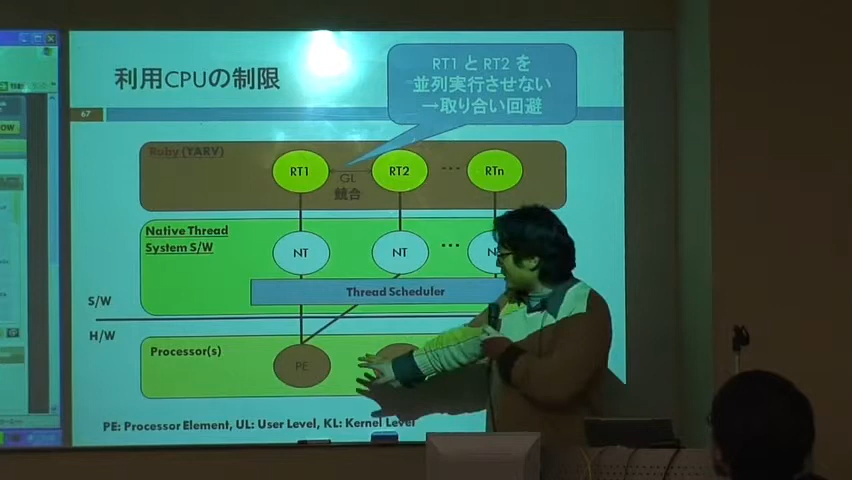 利用CPUの制限
RT1 と RT2 を
並列実行させない
→取り合い回避
67
Ruby (YARV)
RT1
GL
競合
RT2
...
RTn
Native Thread
System S/W
NT
NT
...
Thread Scheduler
S/W
H/W
Processor(s)
PE
PE: Processor Element, UL: User Level, KL: Kernel Level